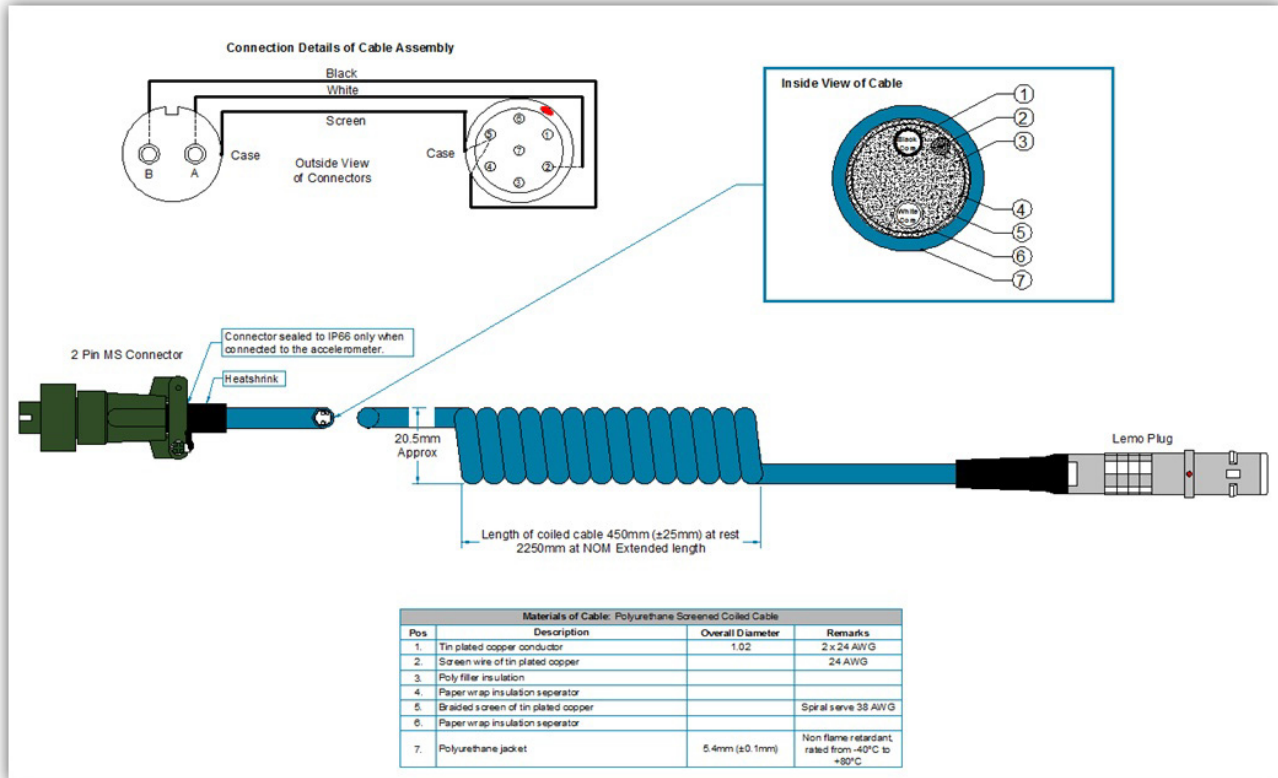 Connection Details of Cable Assembly
Black
White
Screen
B
A
Case
Outside View
of Connectors
Case
6
5
1
7
4
2
3
Inside View of Cable
Black
Core
White
Core
1
2
3
4
5
6
7
2 Pin MS Connector
Connector sealed to IP66 only when
connected to the accelerometer.
Heatshrink
20.5mm
Approx
Lemo Plug
Length of coiled cable 450mm (±25mm) at rest
2250mm at NOM Extended length
Materials of Cable: Polyurethane Screened Coiled Cable
Pos Description Overall Diameter Remarks
1. Tin plated copper conductor 1.02 2 x 24 AWG
2. Screen wire of tin plated copper 24 AWG
3. Poly filler insulation
4. Paper wrap insulation seperator
5. Braided screen of tin plated copper Spiral serve 38 AWG
6. Paper wrap insulation seperator
7. Polyurethane jacket 5.4mm (±0.1mm) Non flame retardant,
rated from -40°C to
+80°C